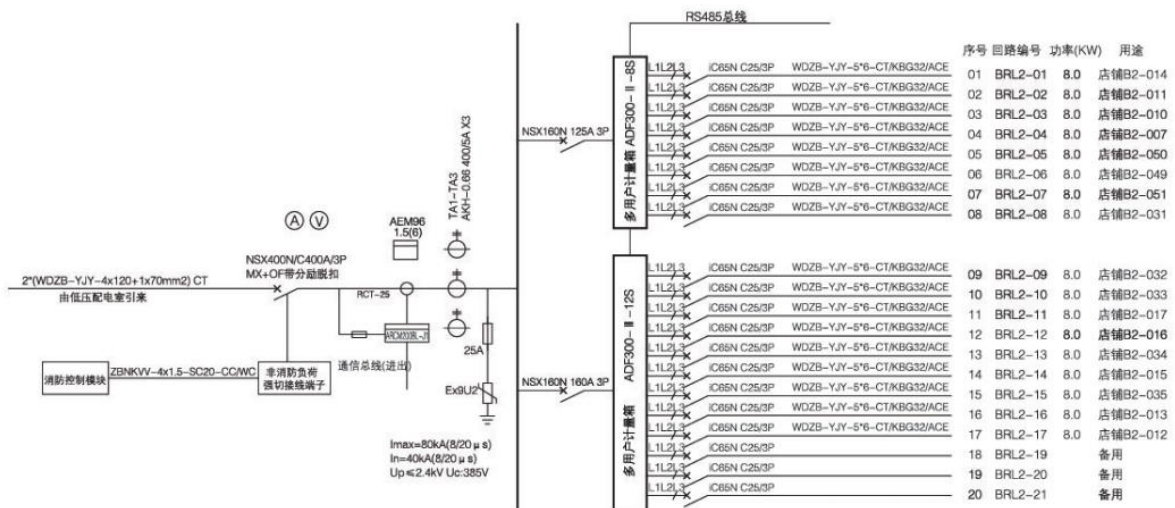 RS485总线
序号 回路编号 功率(KW) 用途
L1L2L3 iC65N C25/3P WDZB-YJY-5*6-CT/KBG32/ACE 01 BRL2-01 8.0 店铺B2-014
L1L2L3 iC65N C25/3P WDZB-YJY-5*6-CT/KBG32/ACE 02 BRL2-02 8.0 店铺B2-011
L1L2L3 iC65N C25/3P WDZB-YJY-5*6-CT/KBG32/ACE 03 BRL2-03 8.0 店铺B2-010
L1L2L3 iC65N C25/3P WDZB-YJY-5*6-CT/KBG32/ACE 04 BRL2-04 8.0 店铺B2-007
L1L2L3 iC65N C25/3P WDZB-YJY-5*6-CT/KBG32/ACE 05 BRL2-05 8.0 店铺B2-050
L1L2L3 iC65N C25/3P WDZB-YJY-5*6-CT/KBG32/ACE 06 BRL2-06 8.0 店铺B2-049
L1L2L3 iC65N C25/3P WDZB-YJY-5*6-CT/KBG32/ACE 07 BRL2-07 8.0 店铺B2-051
L1L2L3 iC65N C25/3P WDZB-YJY-5*6-CT/KBG32/ACE 08 BRL2-08 8.0 店铺B2-031
多用户计量箱 ADF300-II-8S
NSX160N 125A 3P
TA1-TA3
AKH-0.66 400/5A X3
A V
AEM96
1.5(6)
NSX400N/C400A/3P
MX+OF带分励脱扣
2*(WDZB-YJY-4x120+1x70mm2) CT
由低压配电室引来
RCT-25
ARCM200BL-J1
25A
通信总线(进出)
消防控制模块
ZBNKVV-4x1.5-SC20-CC/WC
非消防负荷
强切接线端子
Ex9U2
Imax=80kA(8/20μs)
In=40kA(8/20μs)
Up≤2.4kV Uc:385V
NSX160N 160A 3P
多用户计量箱 ADF300-II-12S
L1L2L3 iC65N C25/3P WDZB-YJY-5*6-CT/KBG32/ACE 09 BRL2-09 8.0 店铺B2-032
L1L2L3 iC65N C25/3P WDZB-YJY-5*6-CT/KBG32/ACE 10 BRL2-10 8.0 店铺B2-033
L1L2L3 iC65N C25/3P WDZB-YJY-5*6-CT/KBG32/ACE 11 BRL2-11 8.0 店铺B2-017
L1L2L3 iC65N C25/3P WDZB-YJY-5*6-CT/KBG32/ACE 12 BRL2-12 8.0 店铺B2-016
L1L2L3 iC65N C25/3P WDZB-YJY-5*6-CT/KBG32/ACE 13 BRL2-13 8.0 店铺B2-034
L1L2L3 iC65N C25/3P WDZB-YJY-5*6-CT/KBG32/ACE 14 BRL2-14 8.0 店铺B2-015
L1L2L3 iC65N C25/3P WDZB-YJY-5*6-CT/KBG32/ACE 15 BRL2-15 8.0 店铺B2-035
L1L2L3 iC65N C25/3P WDZB-YJY-5*6-CT/KBG32/ACE 16 BRL2-16 8.0 店铺B2-013
L1L2L3 iC65N C25/3P WDZB-YJY-5*6-CT/KBG32/ACE 17 BRL2-17 8.0 店铺B2-012
L1L2L3 iC65N C25/3P 18 BRL2-19 备用
L1L2L3 iC65N C25/3P 19 BRL2-20 备用
L1L2L3 iC65N C25/3P 20 BRL2-21 备用